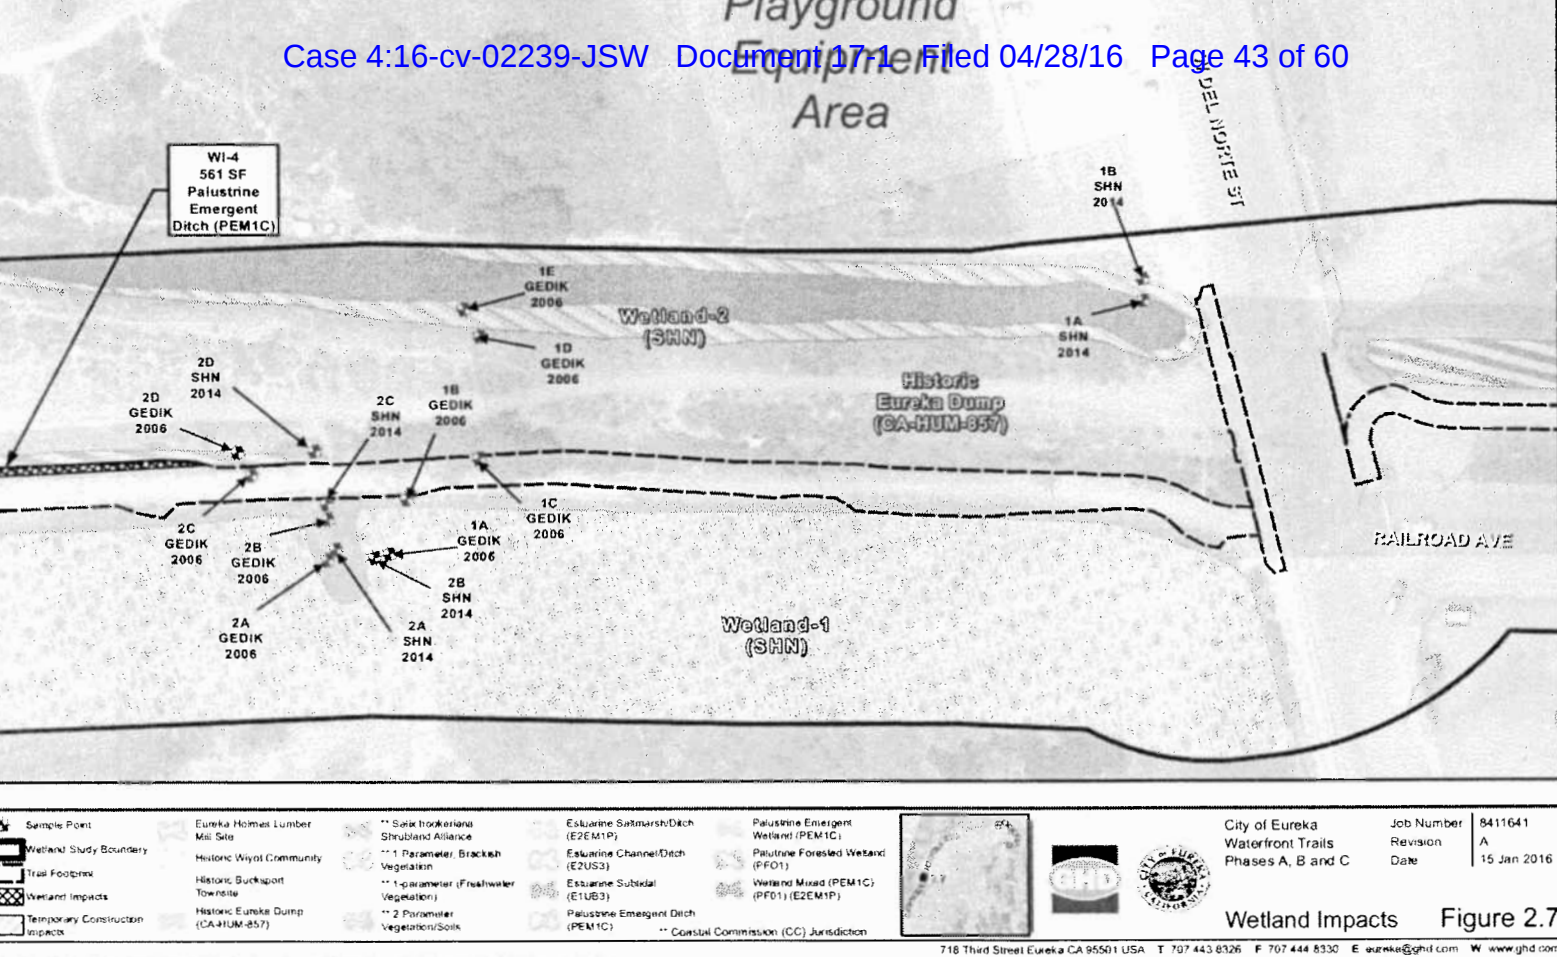 Playground
Equipment
Area
Case 4:16-cv-02239-JSW Document 17-1 Filed 04/28/16 Page 43 of 60
DEL NORTE ST
WI-4
561 SF
Palustrine
Emergent
Ditch (PEM1C)
1B
SHN
2014
1E
GEDIK
2006
Wetland-2
(SHN)
1A
SHN
2014
1D
GEDIK
2006
2D
SHN
2014
2D
GEDIK
2006
2C
SHN
2014
1B
GEDIK
2006
Historic
Eureka Dump
(CA-HUM-857)
1C
GEDIK
2006
2C
GEDIK
2006
2B
GEDIK
2006
1A
GEDIK
2006
RAILROAD AVE
2B
SHN
2014
2A
GEDIK
2006
2A
SHN
2014
Wetland-1
(SHN)
Sample Point
Wetland Study Boundary
Trail Footprint
Wetland Impacts
Temporary Construction
Impacts
Eureka Holmes Lumber
Mill Site
Historic Wiyot Community
Historic Bucksport
Townsite
Historic Eureka Dump
(CA-HUM-857)
** Salix hookeriana
Shrubland Alliance
** 1 Parameter, Brackish
Vegetation
** 1-parameter (Freshwater
Vegetation)
** 2 Parameter
Vegetation/Soils
Estuarine Saltmarsh/Ditch
(E2EM1P)
Estuarine Channel/Ditch
(E2US3)
Estuarine Subtidal
(E1UB3)
Palustrine Emergent Ditch
(PEM1C)
Palustrine Emergent
Wetland (PEM1C)
Palutrine Forested Wetland
(PFO1)
Wetland Mixed (PEM1C)
(PF01) (E2EM1P)
** Coastal Commission (CC) Jurisdiction
GHD
CITY OF EUREKA
CALIFORNIA
City of Eureka
Waterfront Trails
Phases A, B and C
Job Number 8411641
Revision A
Date 15 Jan 2016
Wetland Impacts Figure 2.7
718 Third Street Eureka CA 95501 USA T 707 443 8326 F 707 444 8330 E eureka@ghd.com W www.ghd.com